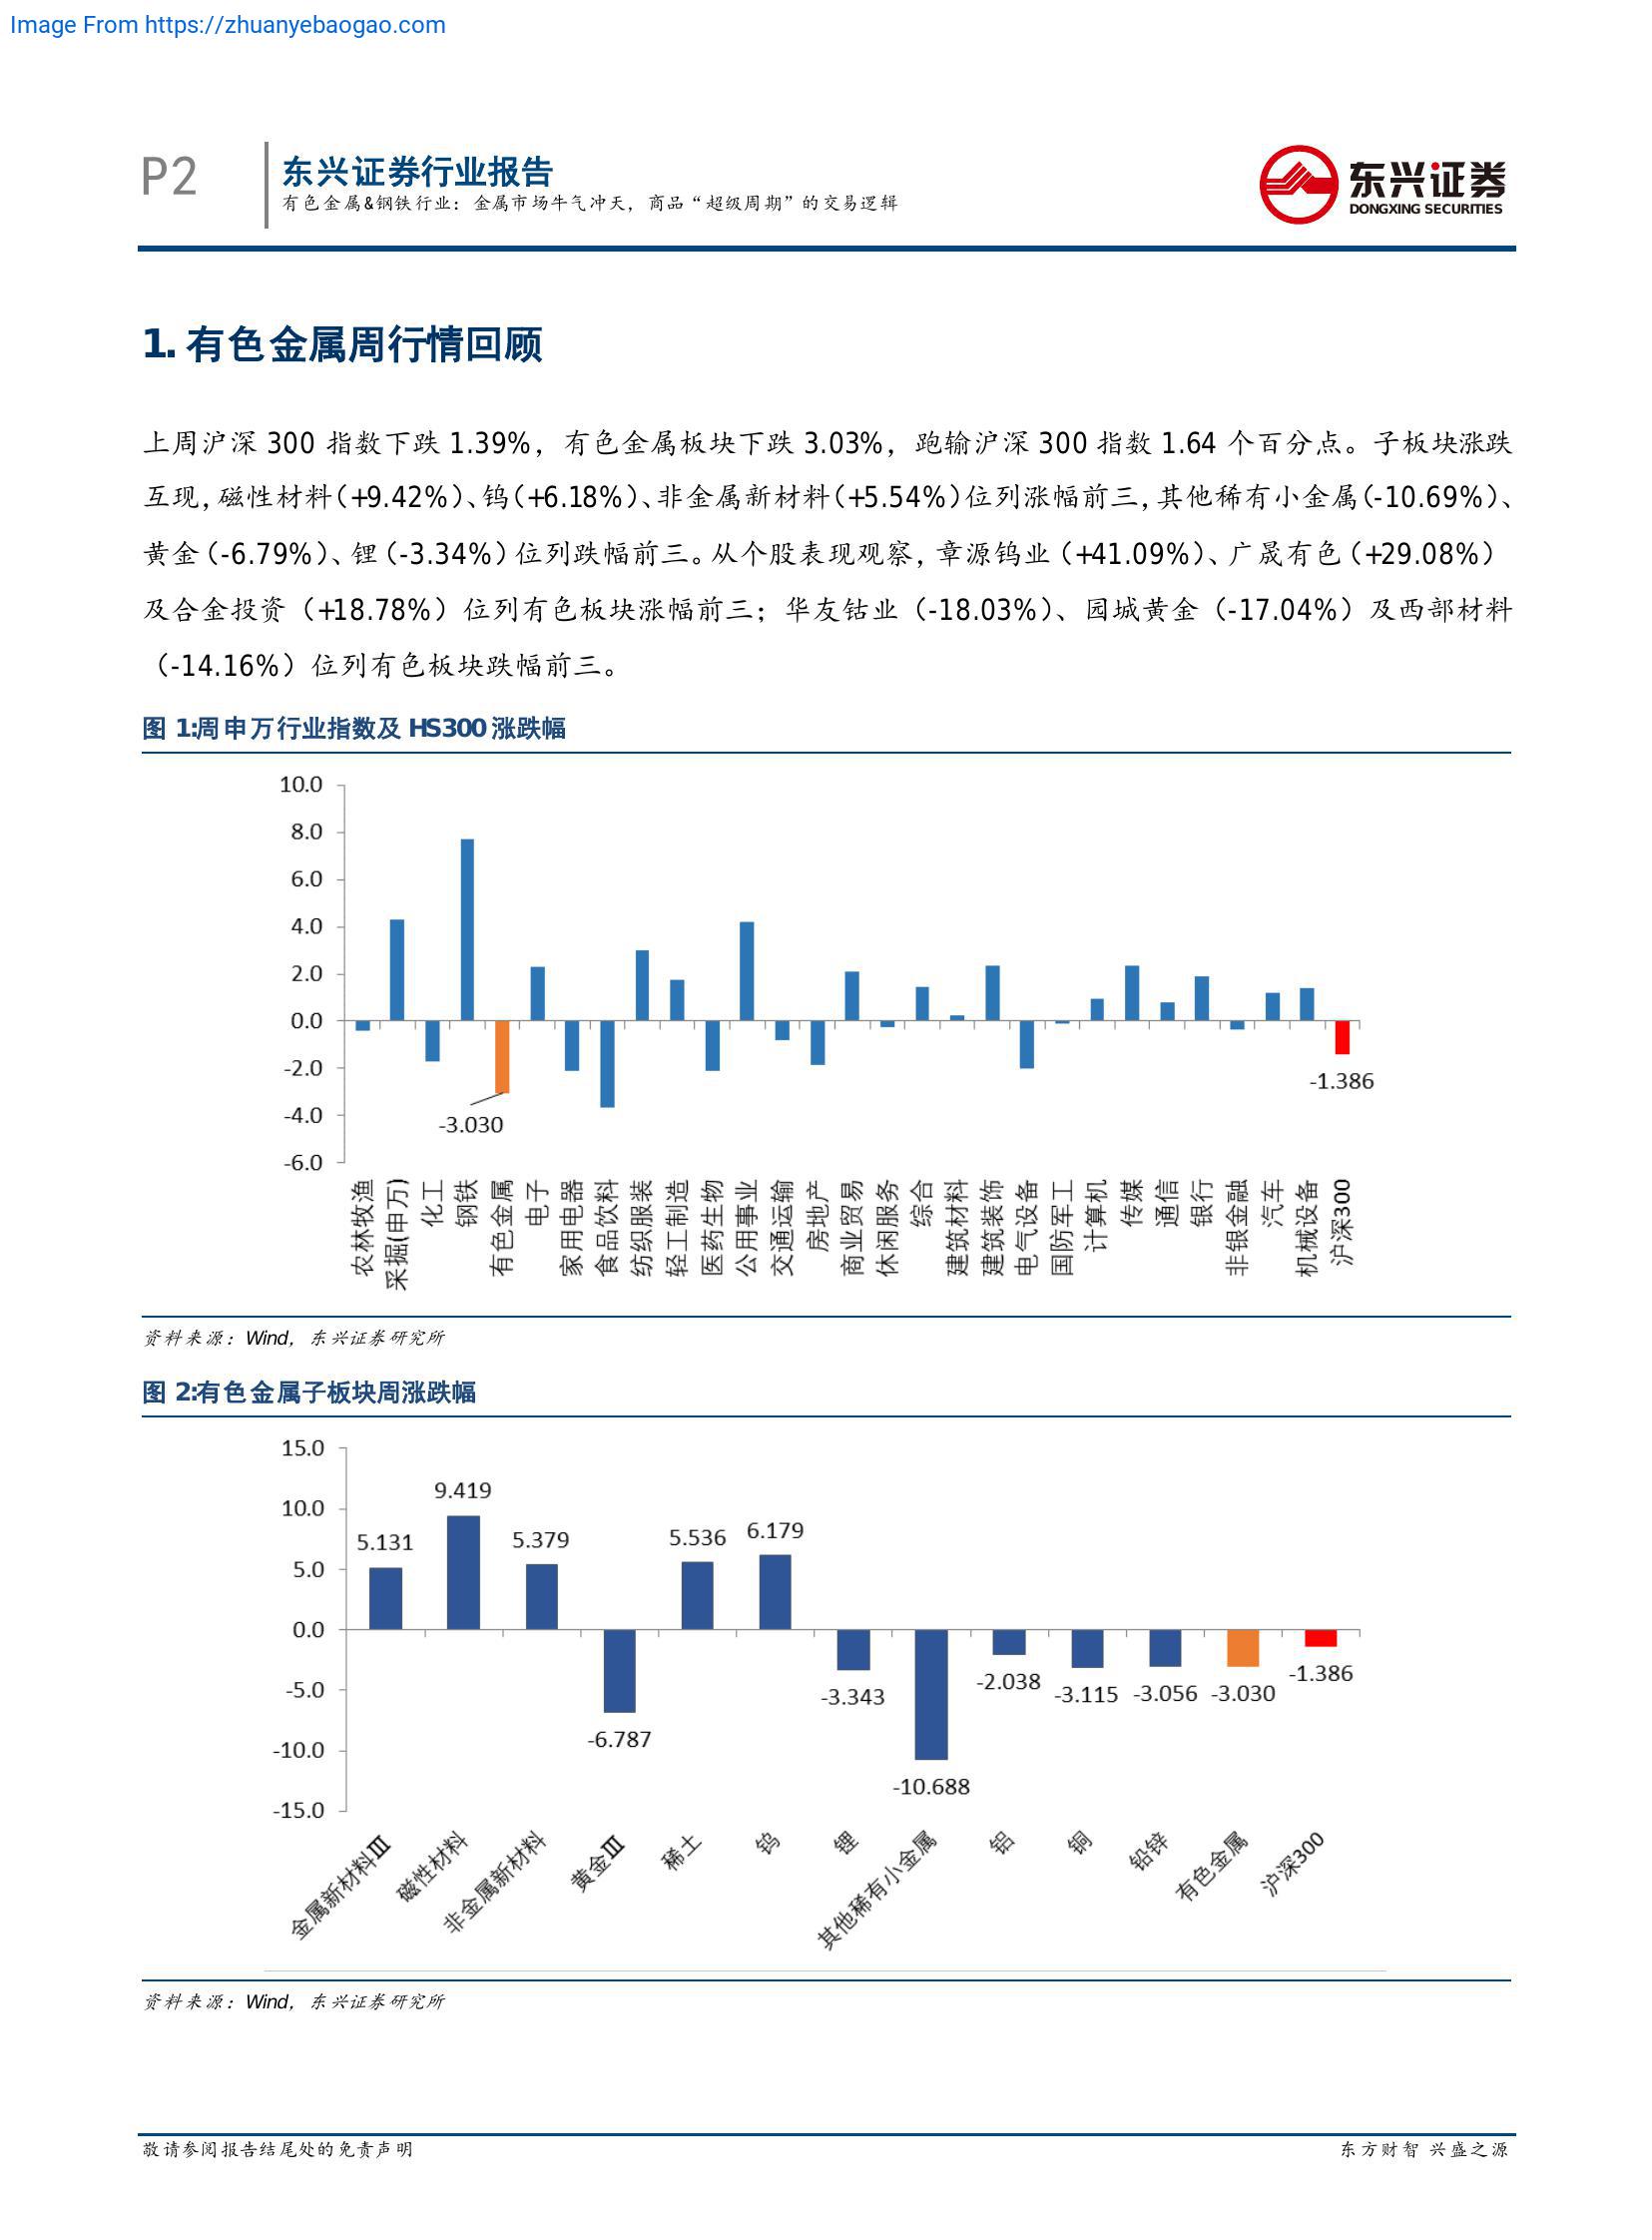 Image From https://zhuanyebaogao.com
P2
东兴证券行业报告
有色金属&钢铁行业：金属市场牛气冲天，商品“超级周期”的交易逻辑
东兴证券
DONGXING SECURITIES
1. 有色金属周行情回顾
上周沪深 300 指数下跌 1.39%，有色金属板块下跌 3.03%，跑输沪深 300 指数 1.64 个百分点。子板块涨跌
互现，磁性材料（+9.42%）、钨（+6.18%）、非金属新材料（+5.54%）位列涨幅前三，其他稀有小金属（-10.69%）、
黄金（-6.79%）、锂（-3.34%）位列跌幅前三。从个股表现观察，章源钨业（+41.09%）、广晟有色（+29.08%）
及合金投资（+18.78%）位列有色板块涨幅前三；华友钴业（-18.03%）、园城黄金（-17.04%）及西部材料
（-14.16%）位列有色板块跌幅前三。
图 1:周申万行业指数及 HS300 涨跌幅
10.0
8.0
6.0
4.0
2.0
0.0
-2.0
-4.0
-6.0
-3.030
-1.386
农林牧渔
采掘(申万)
化工
钢铁
有色金属
电子
家用电器
食品饮料
纺织服装
轻工制造
医药生物
公用事业
交通运输
房地产
商业贸易
休闲服务
综合
建筑材料
建筑装饰
电气设备
国防军工
计算机
传媒
通信
银行
非银金融
汽车
机械设备
沪深300
资料来源：Wind，东兴证券研究所
图 2:有色金属子板块周涨跌幅
15.0
10.0
5.0
0.0
-5.0
-10.0
-15.0
5.131
9.419
5.379
-6.787
5.536
6.179
-3.343
-10.688
-2.038
-3.115
-3.056
-3.030
-1.386
金属新材料Ⅲ
磁性材料
非金属新材料
黄金Ⅲ
稀土
钨
锂
其他稀有小金属
铝
铜
铅锌
有色金属
沪深300
资料来源：Wind，东兴证券研究所
敬请参阅报告结尾处的免责声明
东方财智 兴盛之源